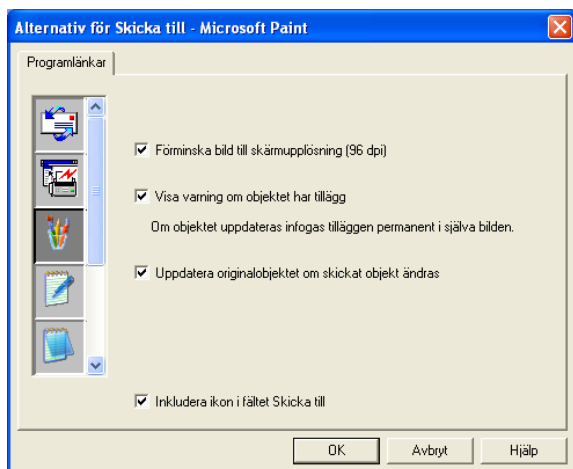 Alternativ för Skicka till - Microsoft Paint
Programlänkar
Förminska bild till skärmupplösning (96 dpi)
Visa varning om objektet har tillägg
Om objektet uppdateras infogas tilläggen permanent i själva bilden.
Uppdatera originalobjektet om skickat objekt ändras
Inkludera ikon i fältet Skicka till
OK Avbryt Hjälp